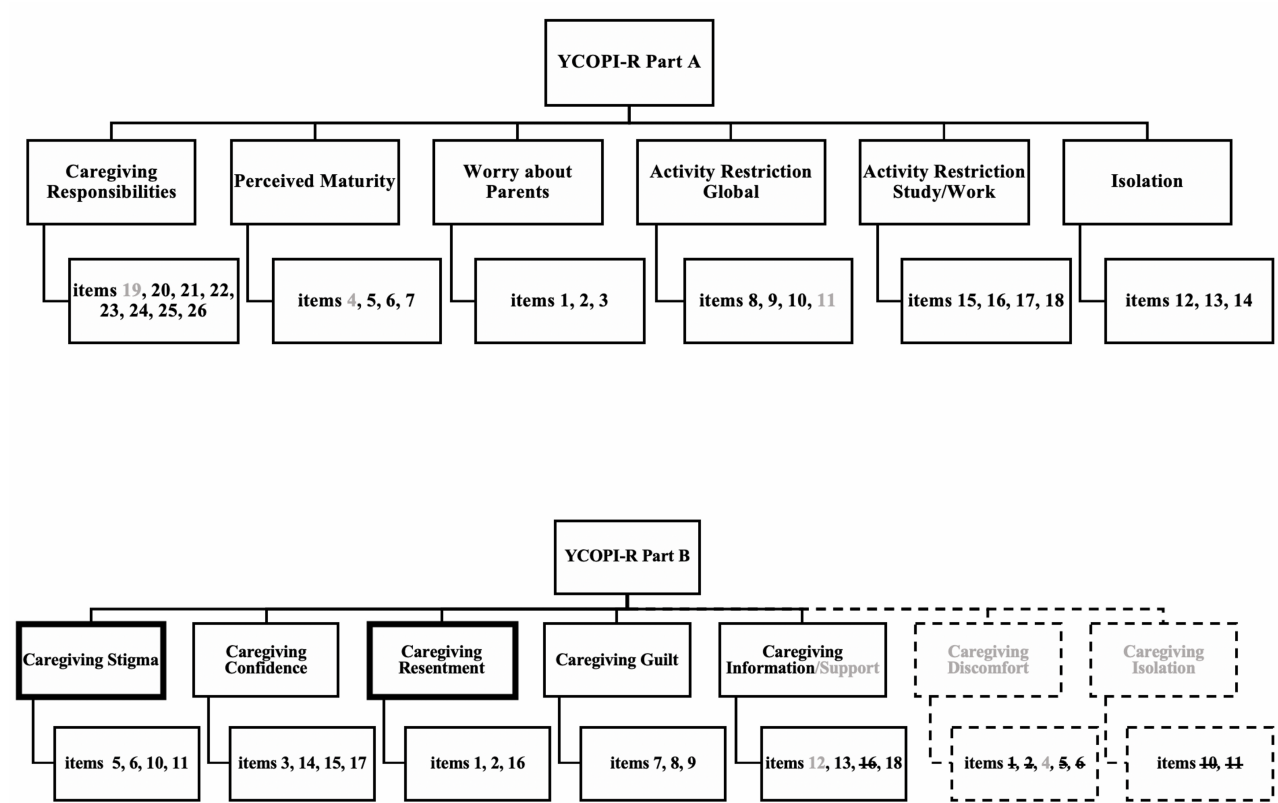 YCOPI-R Part A
Caregiving
Responsibilities
Perceived Maturity
Worry about
Parents
Activity Restriction
Global
Activity Restriction
Study/Work
Isolation
items 19, 20, 21, 22,
23, 24, 25, 26
items 4, 5, 6, 7
items 1, 2, 3
items 8, 9, 10, 11
items 15, 16, 17, 18
items 12, 13, 14
YCOPI-R Part B
Caregiving Stigma
Caregiving
Confidence
Caregiving
Resentment
Caregiving Guilt
Caregiving
Information/Support
Caregiving
Discomfort
Caregiving
Isolation
items 5, 6, 10, 11
items 3, 14, 15, 17
items 1, 2, 16
items 7, 8, 9
items 12, 13, 16, 18
items 1, 2, 4, 5, 6
items 10, 11